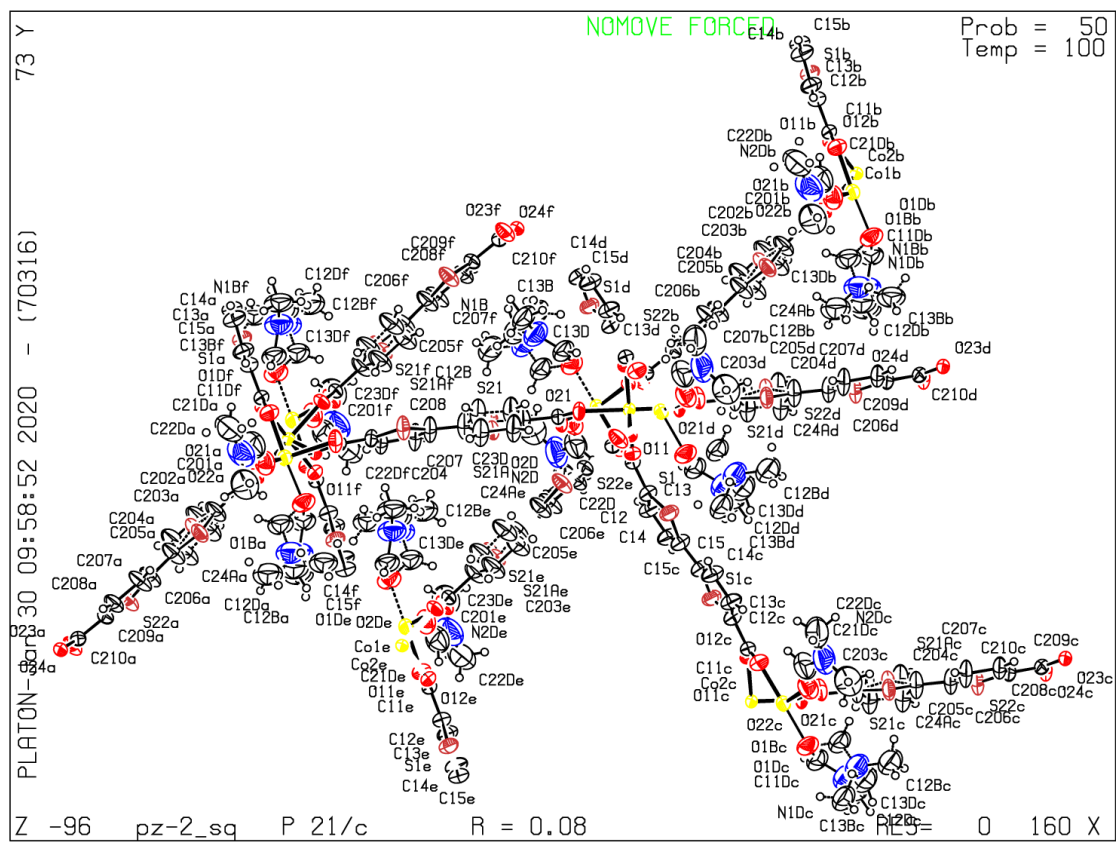 NOMOVE FORCED
Prob = 50
Temp = 100
73 Y
PLATON-Jan 30 09:58:52 2020 - (70316)
C15b
C14b
S1b
C13b
C12b
C11b
O12b
O11b
C21Db
C22Db
N2Db
Co2b
Co1b
O21b
C201b
O22b
C202b
C203b
O1Db
O1Bb
C11Db
N1Bb
N1Db
C204b
C205b
C13Db
C206b
C24Ab
C13Bb
C12Db
C12Bb
C205d
C207b
C203d
C204d
C207d
O24d
O23d
C210d
C209d
C206d
S22d
C24Ad
S21d
O23f
O24f
C209f
C208f
C210f
C206f
C207f
C205f
C14d
C15d
S1d
C13d
S22b
N1B
C13B
C13D
C12B
N1Bf
C12Df
C12Bf
C13Df
C14a
C13a
C15a
C13Bf
S1a
O1Df
C11Df
S21f
S21Af
C23Df
C201f
C21Da
C22Da
O21a
C201a
O22a
C202a
C203a
C204a
C205a
C207a
C208a
C206a
S22a
C209a
C210a
O23a
O24a
C208
S21
O21
O21d
O11
C207
C204
C22Df
C23D
S21A
O2D
N2D
C24Ae
C22D
S22e
C206e
C12
C14
S1
C13
C15
C14c
C15c
S1c
C12Bd
C13Dd
C12Dd
C13Bd
O11f
O1Ba
C24Aa
C12Da
C12Ba
C14f
C15f
O1De
C12Be
C13De
C205e
S21e
S21Ae
C203e
C23De
C201e
N2De
O2De
Co1e
Co2e
C21De
O11e
C11e
O12e
C22De
C12e
C13e
S1e
C14e
C15e
C13c
C12c
O12c
C11c
Co2c
O11c
C22Dc
N2Dc
C21Dc
C203c
C207c
S21Ac
C204c
C210c
C209c
O23c
O24c
C208c
S22c
C206c
C205c
C24Ac
S21c
O21c
O22c
O1Bc
O1Dc
C11Dc
C12Bc
C13Dc
C12Dc
N1Dc
C13Bc
Z -96 pz-2_sq P 21/c R = 0.08 RES= 0 160 X